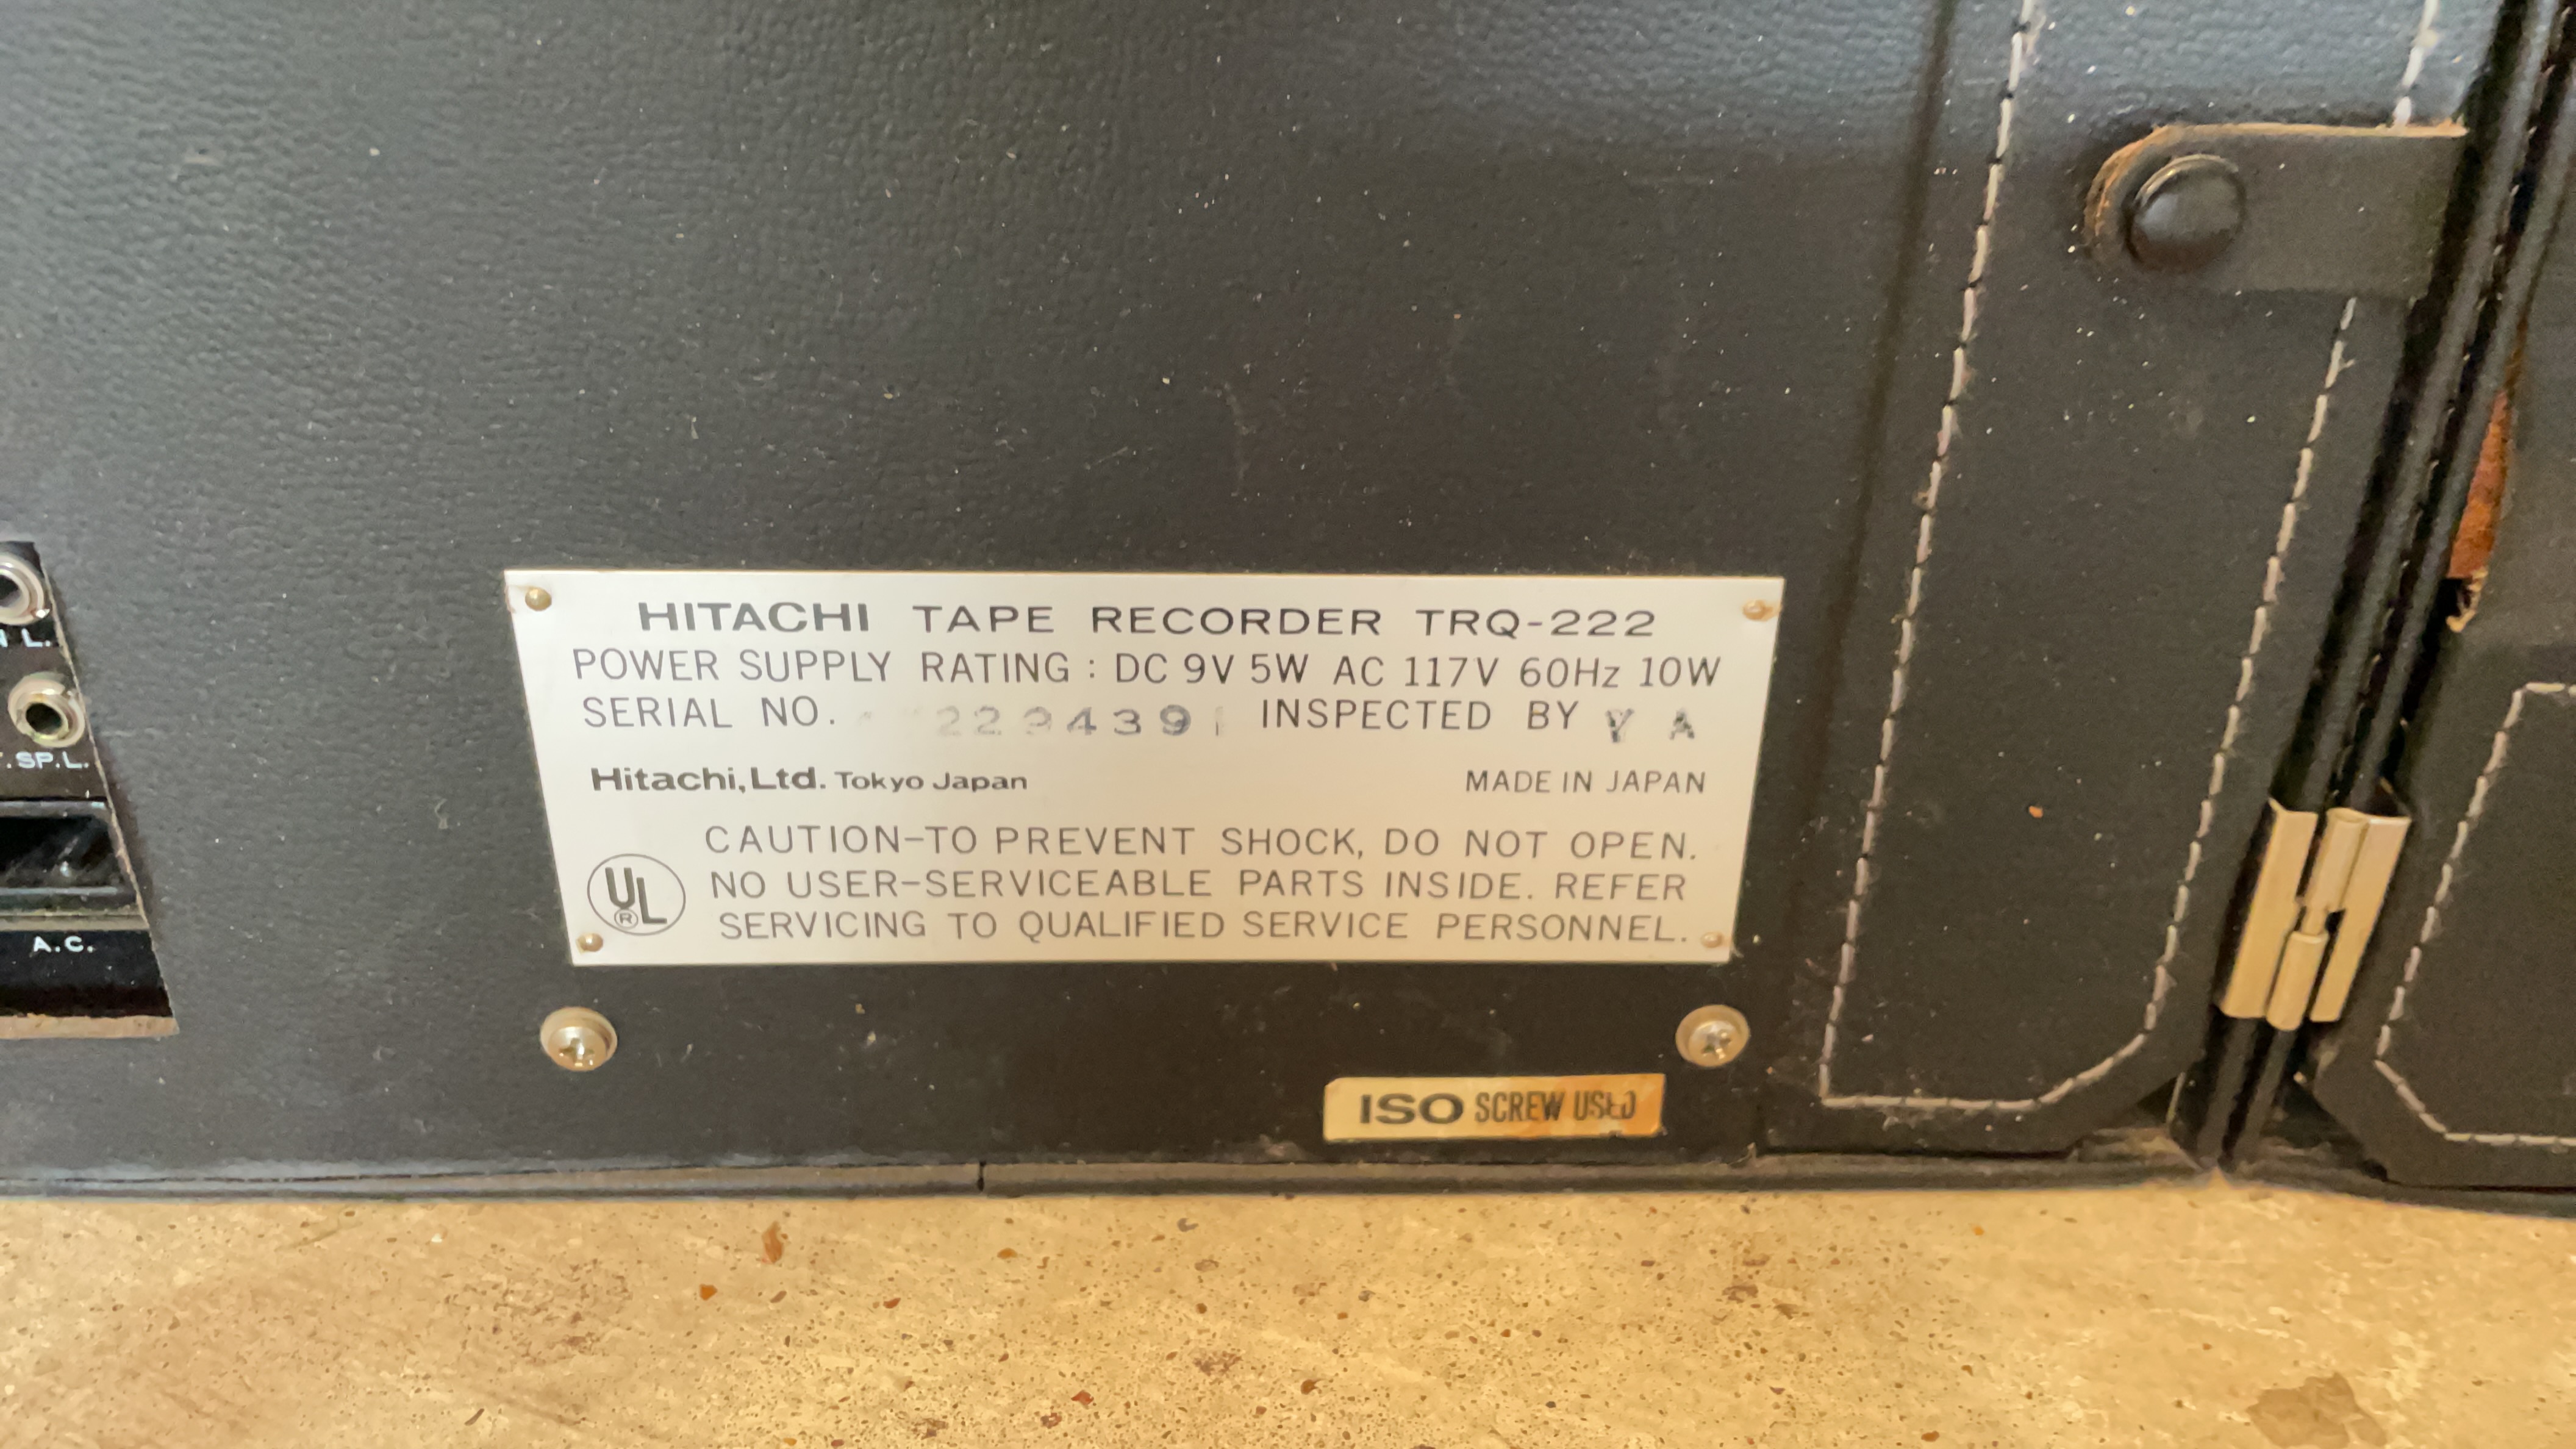 HITACHI TAPE RECORDER TRQ-222
POWER SUPPLY RATING : DC 9V 5W AC 117V 60Hz 10W
SERIAL NO. INSPECTED BY Y A
Hitachi, Ltd. Tokyo Japan MADE IN JAPAN
CAUTION-TO PREVENT SHOCK, DO NOT OPEN.
NO USER-SERVICEABLE PARTS INSIDE. REFER
SERVICING TO QUALIFIED SERVICE PERSONNEL.
UL
®
ISO SCREW USED
L.
SP.L.
A.C.